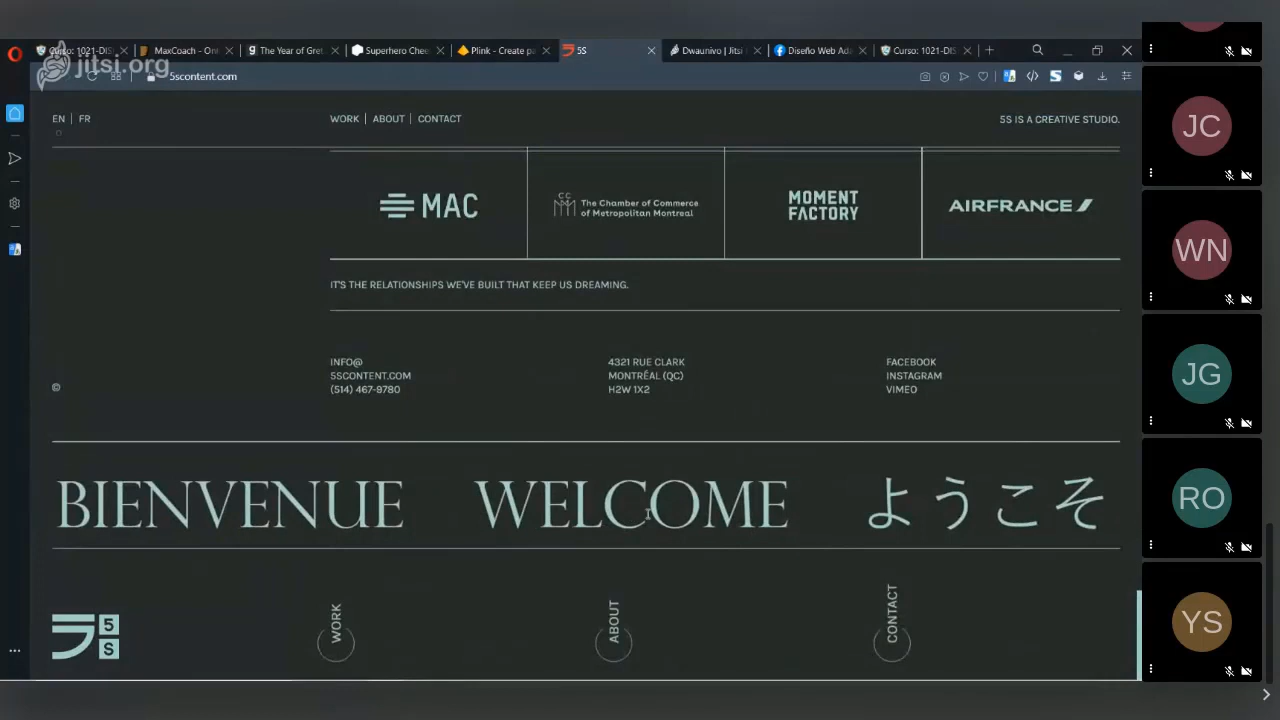 jitsi.org
Curso: 1021-DIS
MaxCoach - Onl
The Year of Gret
Superhero Chee
Plink - Create pa
5S
Dwaunivo | Jitsi
Diseño Web Ada
Curso: 1021-DIS
5scontent.com
EN | FR
WORK | ABOUT | CONTACT
5S IS A CREATIVE STUDIO.
MAC
CC
The Chamber of Commerce
of Metropolitan Montreal
MOMENT
FACTORY
AIRFRANCE
IT'S THE RELATIONSHIPS WE'VE BUILT THAT KEEP US DREAMING.
INFO@
5SCONTENT.COM
(514) 467-9780
4321 RUE CLARK
MONTRÉAL (QC)
H2W 1X2
FACEBOOK
INSTAGRAM
VIMEO
©
BIENVENUE WELCOME ようこそ
5
S
WORK
ABOUT
CONTACT
JC
WN
JG
RO
YS